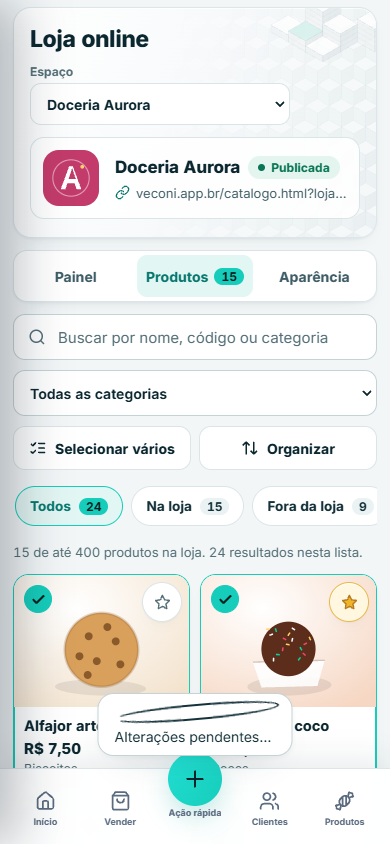 Loja online
Espaço
Doceria Aurora
A
Doceria Aurora
Publicada
veconi.app.br/catalogo.html?loja...
Painel
Produtos 15
Aparência
Buscar por nome, código ou categoria
Todas as categorias
Selecionar vários
Organizar
Todos 24
Na loja 15
Fora da loja 9
15 de até 400 produtos na loja. 24 resultados nesta lista.
Alfajor
coco
R$ 7,50
Alterações pendentes...
Início
Vender
Ação rápida
Clientes
Produtos